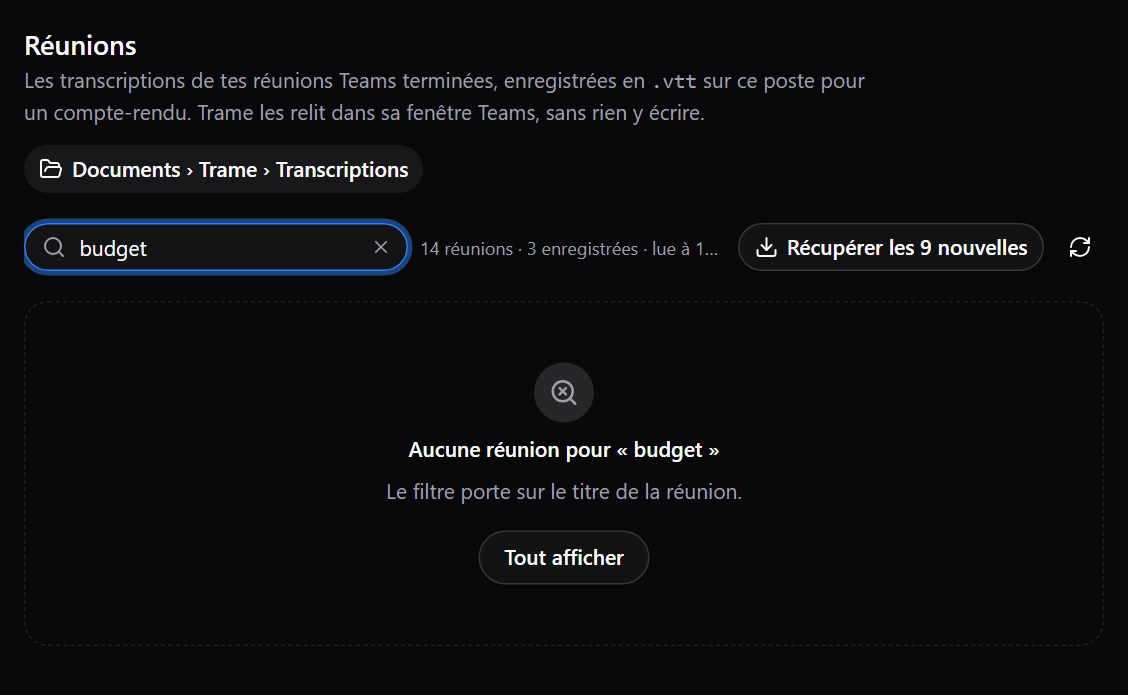 Réunions
Les transcriptions de tes réunions Teams terminées, enregistrées en .vtt sur ce poste pour
un compte-rendu. Trame les relit dans sa fenêtre Teams, sans rien y écrire.
Documents › Trame › Transcriptions
budget
14 réunions · 3 enregistrées · lue à 1…
Récupérer les 9 nouvelles
Aucune réunion pour « budget »
Le filtre porte sur le titre de la réunion.
Tout afficher